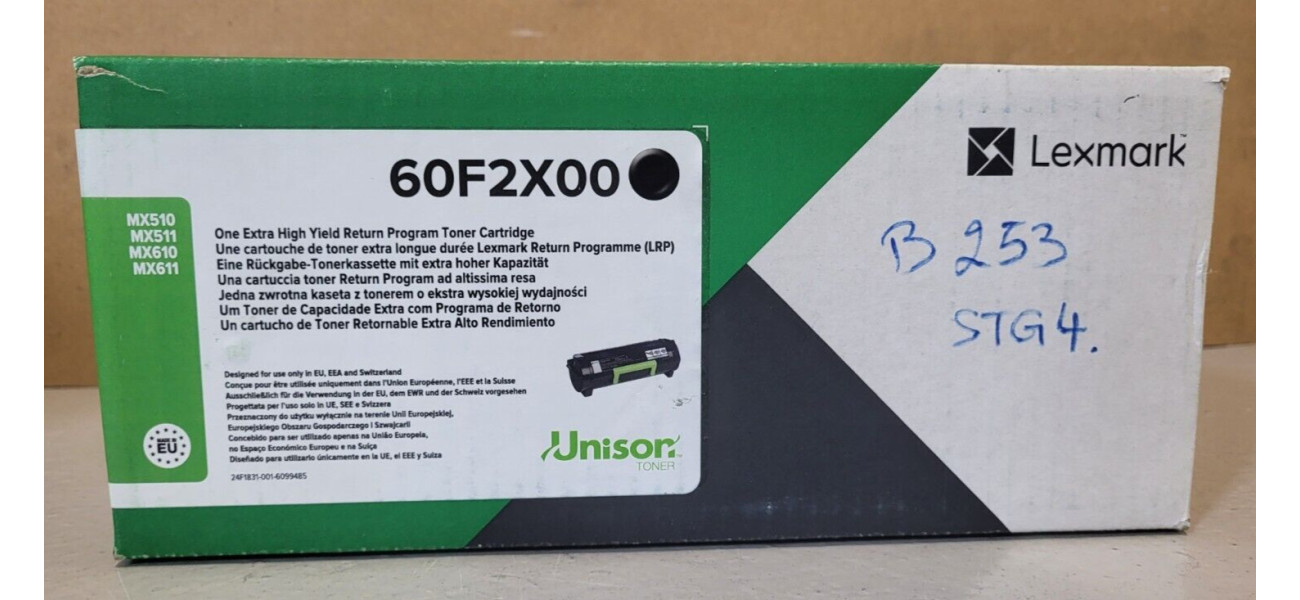 60F2X00
Lexmark
MX510
MX511
MX610
MX611
One Extra High Yield Return Program Toner Cartridge
Une cartouche de toner extra longue durée Lexmark Return Programme (LRP)
Eine Rückgabe-Tonerkassette mit extra hoher Kapazität
Una cartuccia toner Return Program ad altissima resa
Jedna zwrotna kaseta z tonerem o ekstra wysokiej wydajności
Um Toner de Capacidade Extra com Programa de Retorno
Un cartucho de Toner Retornable Extra Alto Rendimiento
B 253
STG4.
Designed for use only in EU, EEA and Switzerland
Conçue pour être utilisée uniquement dans l'Union Européenne, l'EEE et la Suisse
Ausschließlich für die Verwendung in der EU, dem EWR und der Schweiz vorgesehen
Progettata per l'uso solo in UE, SEE e Svizzera
Przeznaczony do użytku wyłącznie na terenie Unii Europejskiej,
Europejskiego Obszaru Gospodarczego i Szwajcarii
Concebido para ser utilizado apenas na União Europeia,
no Espaço Económico Europeu e na Suíça
Diseñado para utilizarlo únicamente en la UE, el EEE y Suiza
24F1831-001-6099485
MADE IN
EU
Unison
TONER